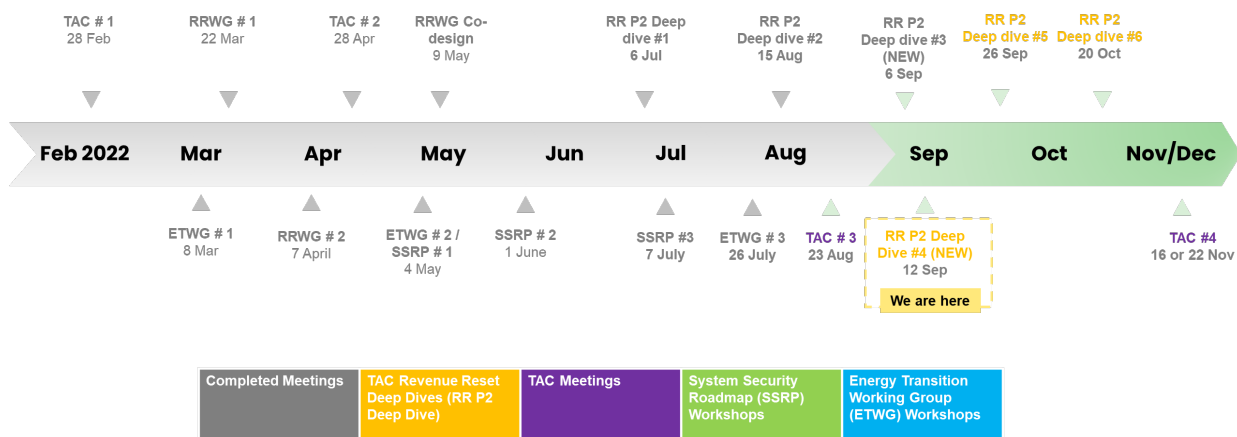 TAC # 1
28 Feb
RRWG # 1
22 Mar
TAC # 2
28 Apr
RRWG Co-
design
9 May
RR P2 Deep
dive #1
6 Jul
RR P2
Deep dive #2
15 Aug
RR P2
Deep dive #3
(NEW)
6 Sep
RR P2
Deep dive #5
26 Sep
RR P2
Deep dive #6
20 Oct
Feb 2022
Mar
Apr
May
Jun
Jul
Aug
Sep
Oct
Nov/Dec
ETWG # 1
8 Mar
RRWG # 2
7 April
ETWG # 2 /
SSRP # 1
4 May
SSRP # 2
1 June
SSRP #3
7 July
ETWG # 3
26 July
TAC # 3
23 Aug
RR P2 Deep
Dive #4 (NEW)
12 Sep
We are here
TAC #4
16 or 22 Nov
Completed Meetings
TAC Revenue Reset
Deep Dives (RR P2
Deep Dive)
TAC Meetings
System Security
Roadmap (SSRP)
Workshops
Energy Transition
Working Group
(ETWG) Workshops